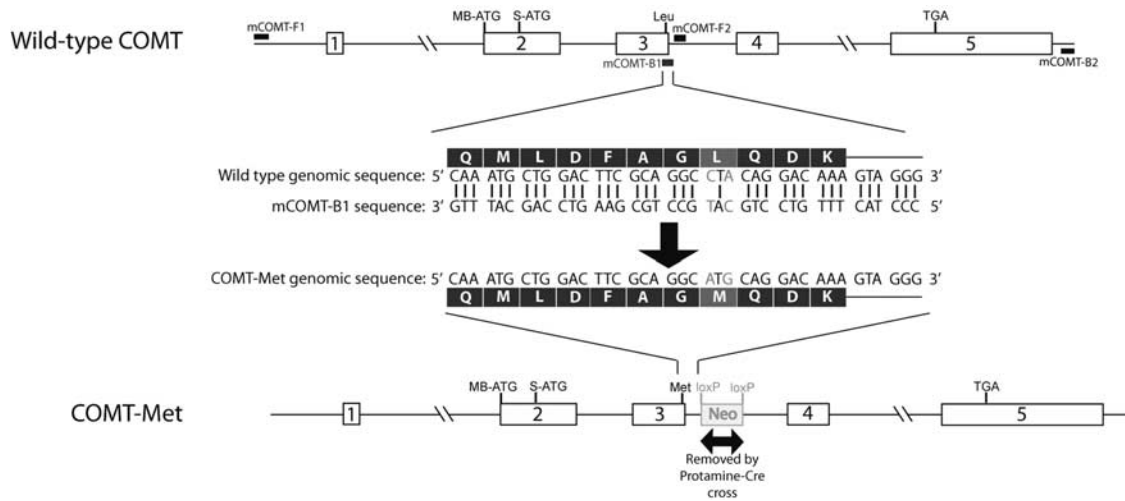 MB-ATG S-ATG Leu TGA
mCOMT-F1 mCOMT-F2
Wild-type COMT 1 2 3 4 5
mCOMT-B1 mCOMT-B2
Q M L D F A G L Q D K
Wild type genomic sequence: 5' CAA ATG CTG GAC TTC GCA GGC CTA CAG GAC AAA GTA GGG 3'
mCOMT-B1 sequence: 3' GTT TAC GACCTGAAG CGT CCG TAC GTC CTG TTT CAT CCC 5'
COMT-Met genomic sequence: 5' CAA ATG CTG GAC TTC GCA GGC ATG CAG GAC AAA GTA GGG 3'
Q M L D F A G M Q D K
MB-ATG S-ATG Met loxP loxP TGA
COMT-Met 1 2 3 Neo 4 5
Removed by
Protamine-Cre
cross